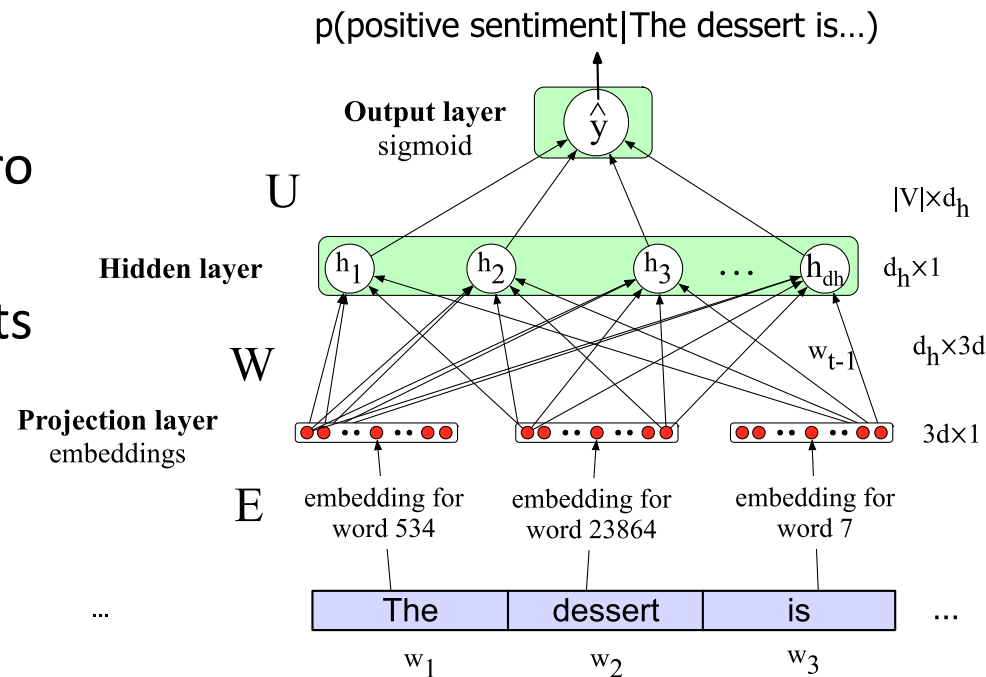 p(positive sentiment|The dessert is…)
Output layer
sigmoid
ŷ
ro
U
|V|×dh
Hidden layer
h1 h2 h3 … hdh
dh×1
ts
W
wt-1
dh×3d
Projection layer
embeddings
3d×1
E
embedding for
word 534
embedding for
word 23864
embedding for
word 7
... The dessert is ...
w1 w2 w3